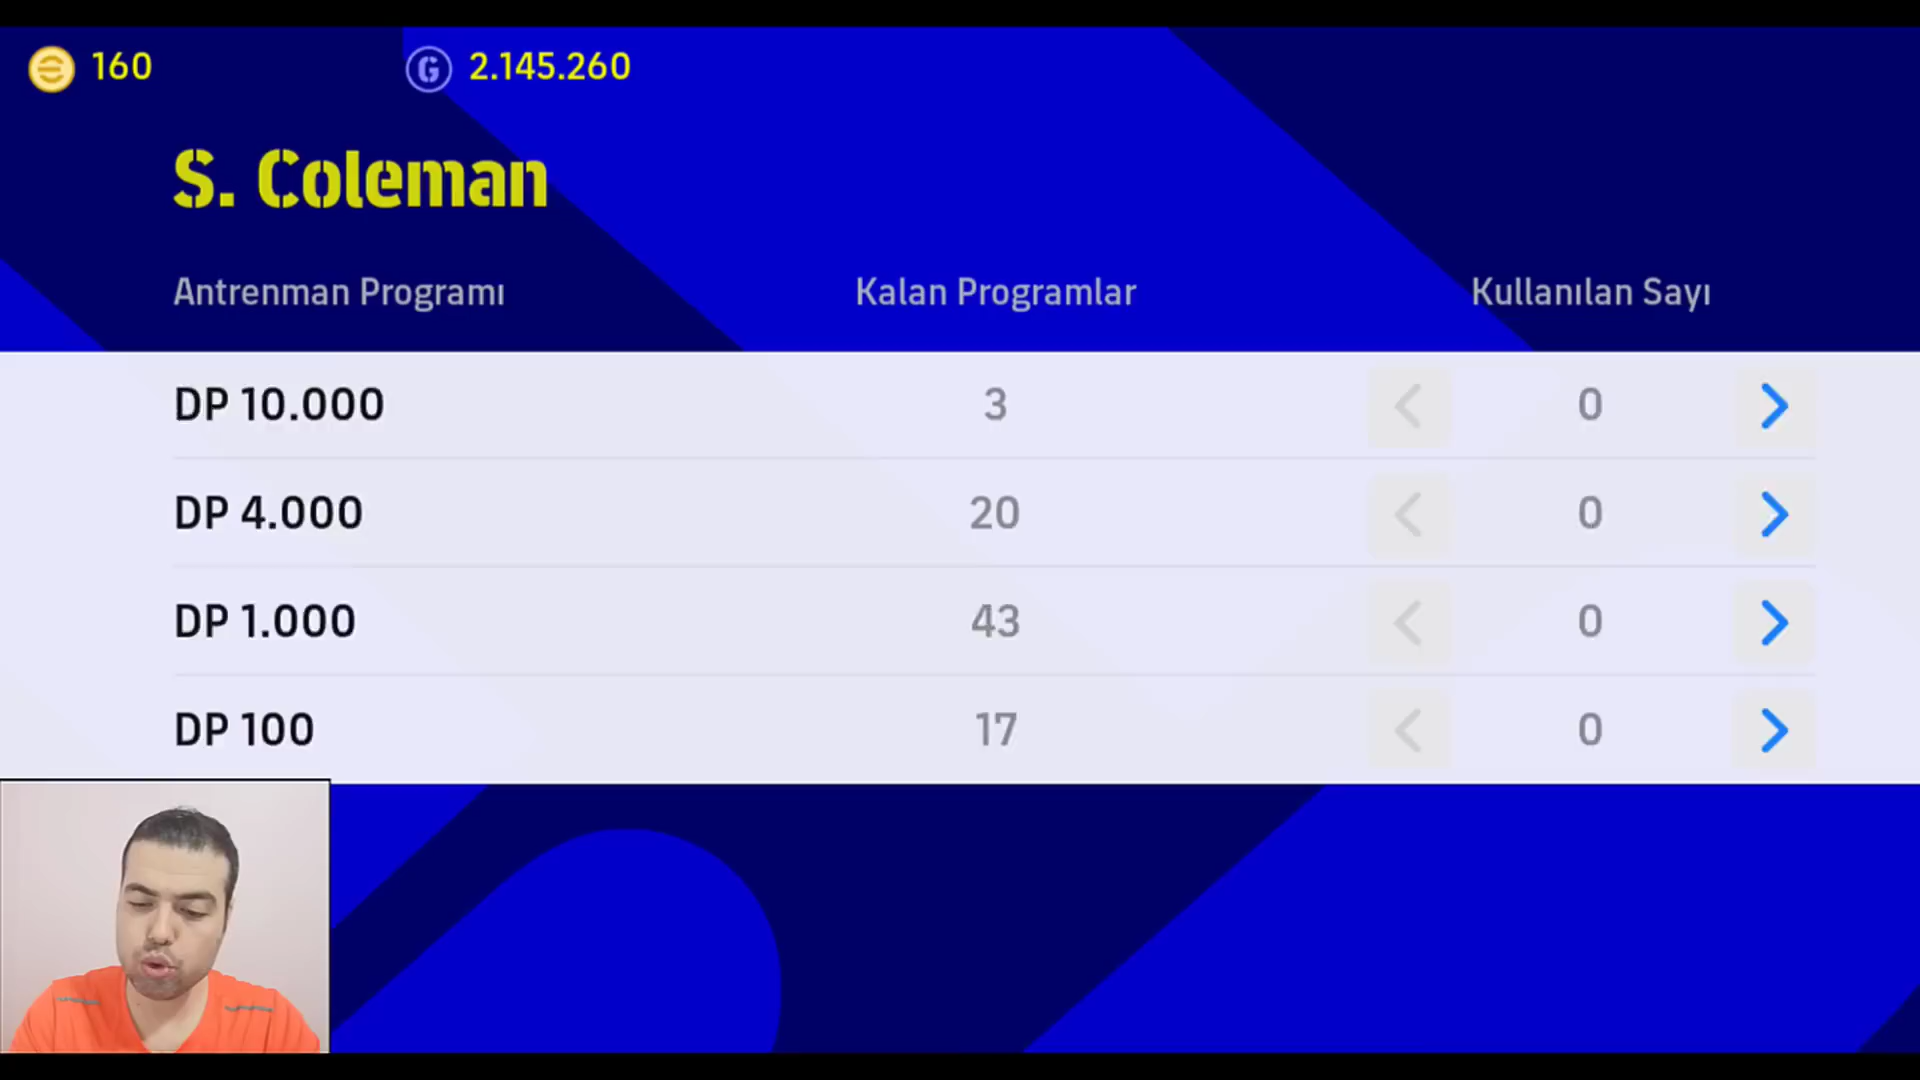 160 2.145.260
S. Coleman
Antrenman Programı Kalan Programlar Kullanılan Sayı
DP 10.000 3 0
DP 4.000 20 0
DP 1.000 43 0
DP 100 17 0